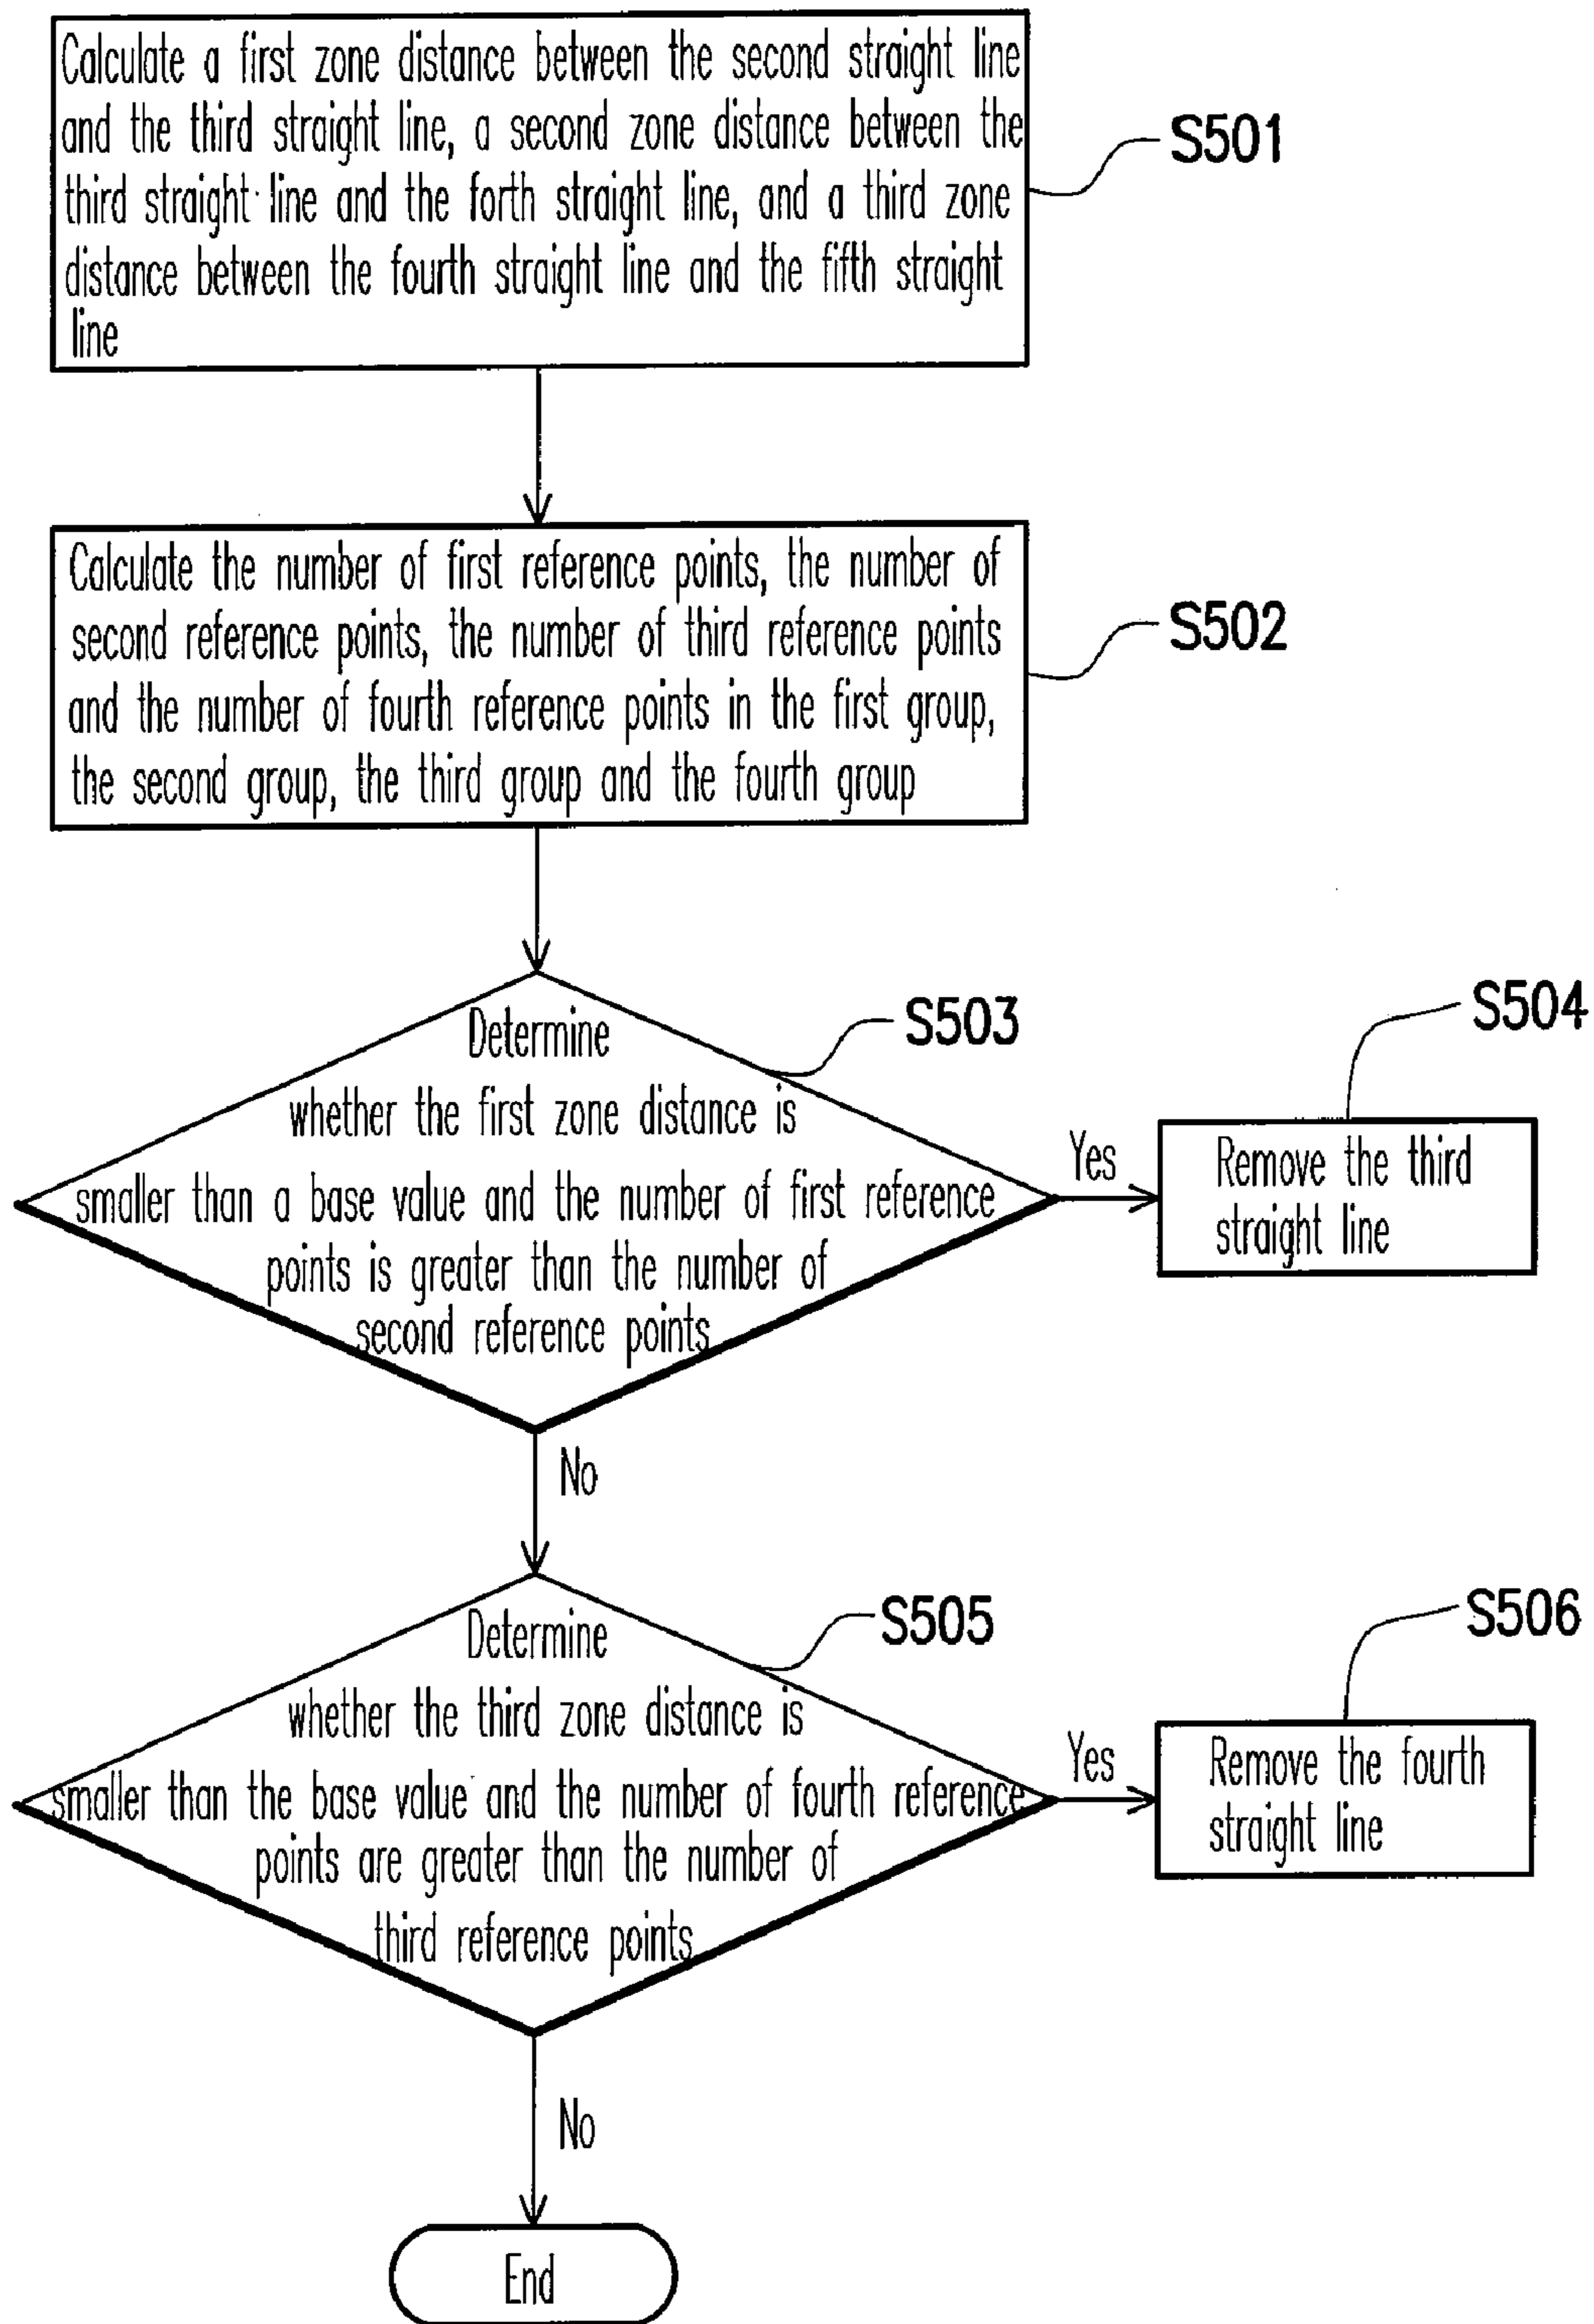 Calculate a first zone distance between the second straight line
and the third straight line, a second zone distance between the
third straight line and the forth straight line, and a third zone
distance between the fourth straight line and the fifth straight
line
S501
Calculate the number of first reference points, the number of
second reference points, the number of third reference points
and the number of fourth reference points in the first group,
the second group, the third group and the fourth group
S502
Determine
whether the first zone distance is
smaller than a base value and the number of first reference
points is greater than the number of
second reference points
S503
Yes
S504
Remove the third
straight line
No
Determine
whether the third zone distance is
smaller than the base value and the number of fourth reference
points are greater than the number of
third reference points
S505
Yes
S506
Remove the fourth
straight line
No
End